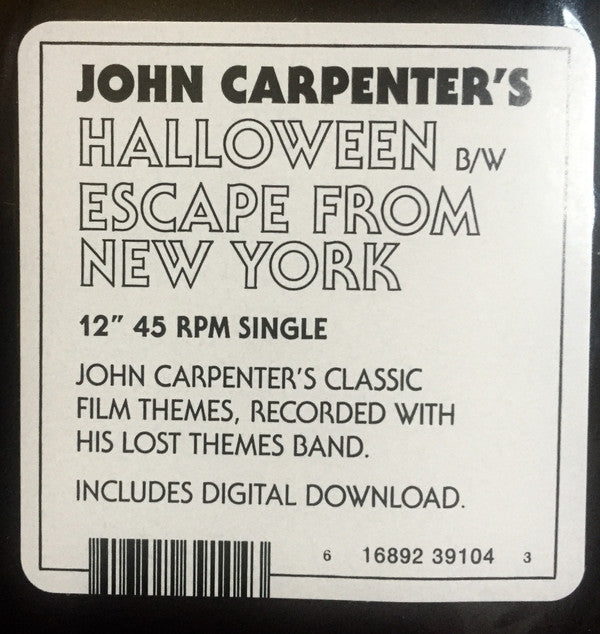 JOHN CARPENTER'S
HALLOWEEN B/W
ESCAPE FROM
NEW YORK
12" 45 RPM SINGLE
JOHN CARPENTER'S CLASSIC
FILM THEMES, RECORDED WITH
HIS LOST THEMES BAND.
INCLUDES DIGITAL DOWNLOAD.
6 16892 39104 3